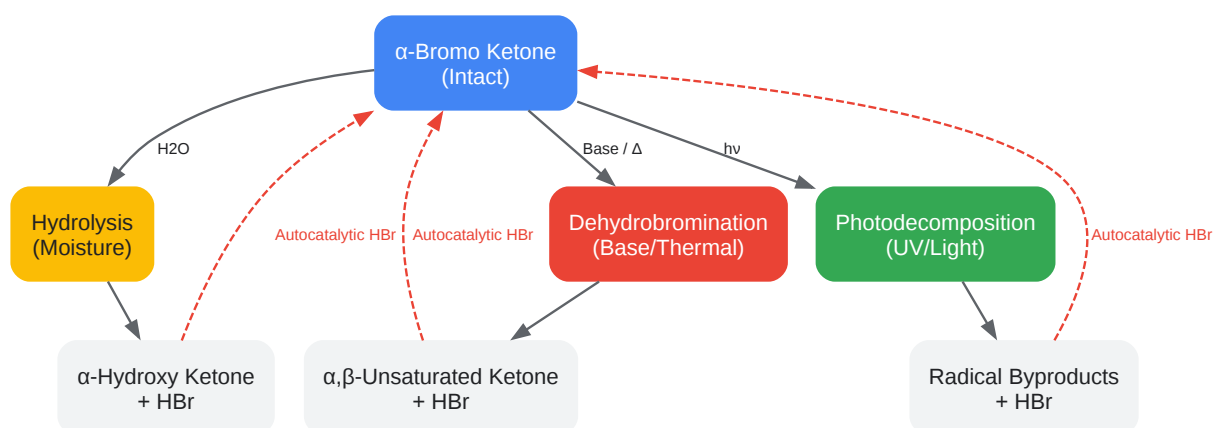 α-Bromo Ketone
(Intact)
H2O
Base / Δ
hν
Hydrolysis
(Moisture)
Autocatalytic HBr
Autocatalytic HBr
Dehydrobromination
(Base/Thermal)
Photodecomposition
(UV/Light)
Autocatalytic HBr
α-Hydroxy Ketone
+ HBr
α,β-Unsaturated Ketone
+ HBr
Radical Byproducts
+ HBr